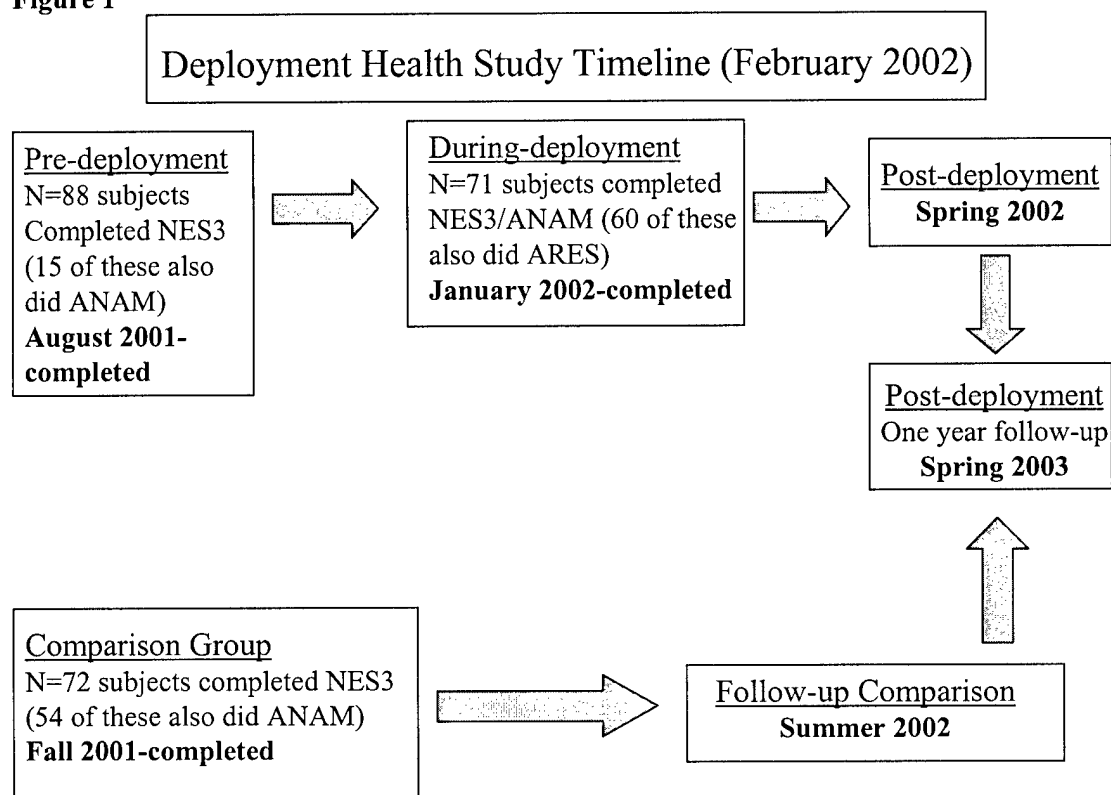 Figure 1
Deployment Health Study Timeline (February 2002)
Pre-deployment
N=88 subjects
Completed NES3
(15 of these also
did ANAM)
August 2001-
completed
During-deployment
N=71 subjects completed
NES3/ANAM (60 of these
also did ARES)
January 2002-completed
Post-deployment
Spring 2002
Post-deployment
One year follow-up
Spring 2003
Comparison Group
N=72 subjects completed NES3
(54 of these also did ANAM)
Fall 2001-completed
Follow-up Comparison
Summer 2002